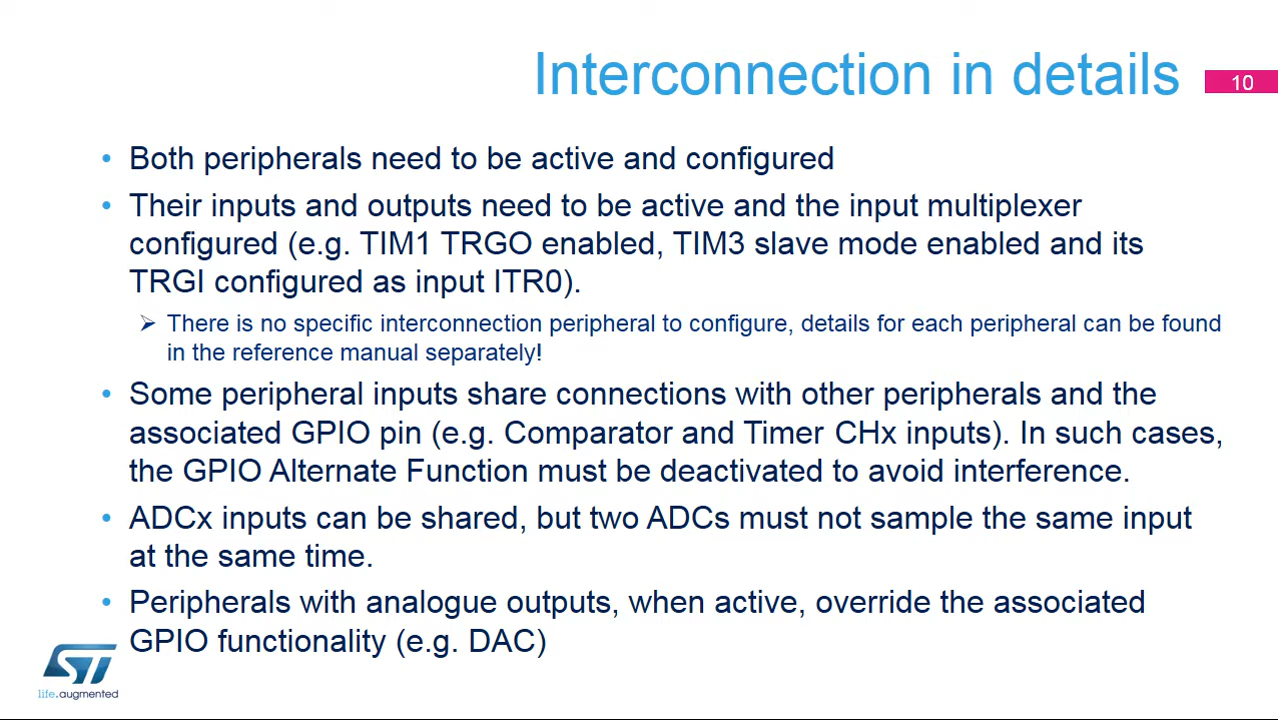 Interconnection in details
10
• Both peripherals need to be active and configured
• Their inputs and outputs need to be active and the input multiplexer
configured (e.g. TIM1 TRGO enabled, TIM3 slave mode enabled and its
TRGI configured as input ITR0).
➢ There is no specific interconnection peripheral to configure, details for each peripheral can be found
in the reference manual separately!
• Some peripheral inputs share connections with other peripherals and the
associated GPIO pin (e.g. Comparator and Timer CHx inputs). In such cases,
the GPIO Alternate Function must be deactivated to avoid interference.
• ADCx inputs can be shared, but two ADCs must not sample the same input
at the same time.
• Peripherals with analogue outputs, when active, override the associated
GPIO functionality (e.g. DAC)
ST
life.augmented